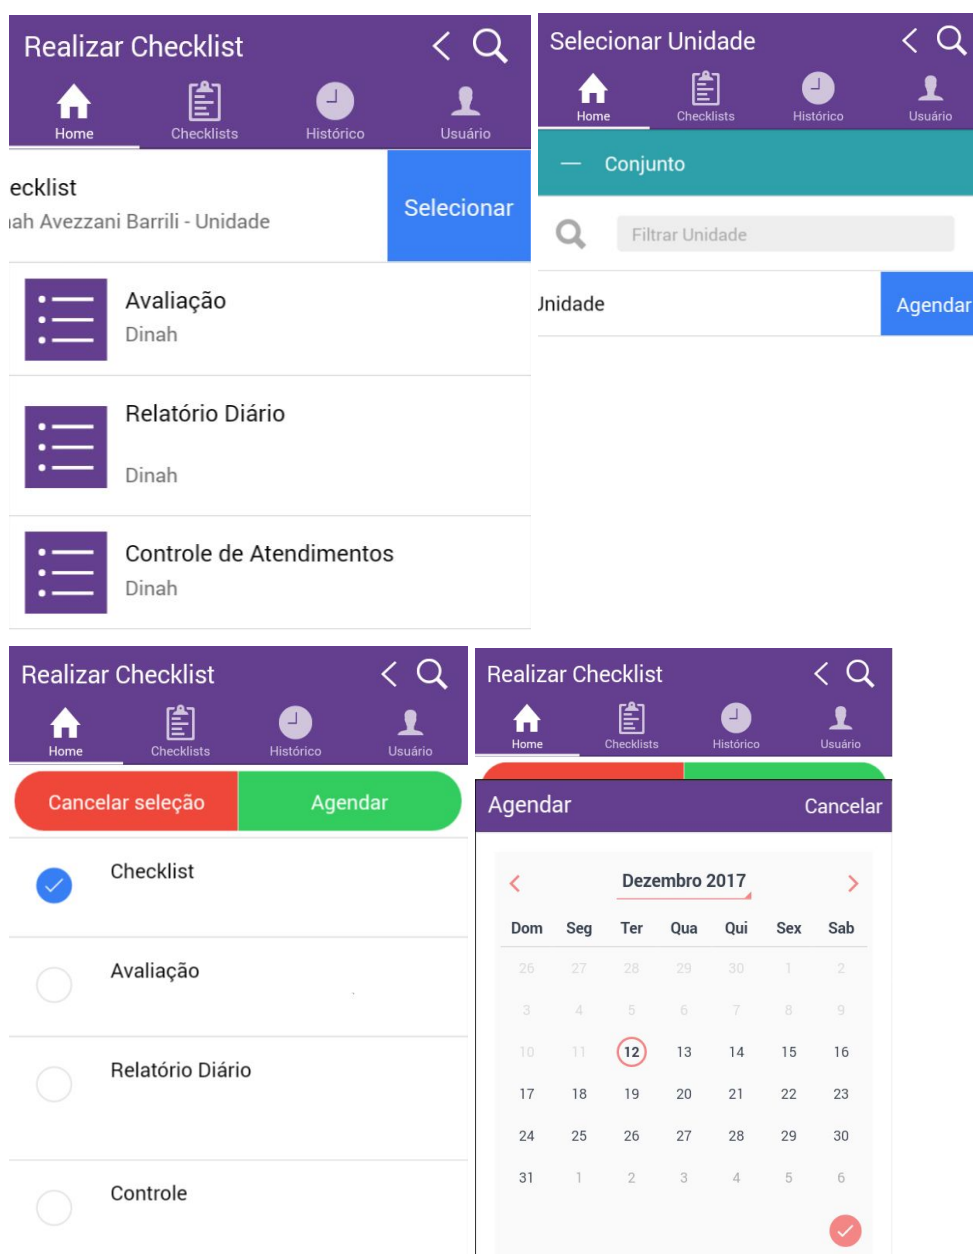 Realizar Checklist
Home Checklists Histórico Usuário
ecklist
ah Avezzani Barrili - Unidade
Selecionar
Avaliação
Dinah
Relatório Diário
Dinah
Controle de Atendimentos
Dinah
Selecionar Unidade
Home Checklists Histórico Usuário
Conjunto
Filtrar Unidade
Unidade
Agendar
Realizar Checklist
Home Checklists Histórico Usuário
Cancelar seleção Agendar
Checklist
Avaliação
Relatório Diário
Controle
Realizar Checklist
Home Checklists Histórico Usuário
Agendar Cancelar
Dezembro 2017
Dom Seg Ter Qua Qui Sex Sab
26 27 28 29 30 1 2
3 4 5 6 7 8 9
10 11 12 13 14 15 16
17 18 19 20 21 22 23
24 25 26 27 28 29 30
31 1 2 3 4 5 6